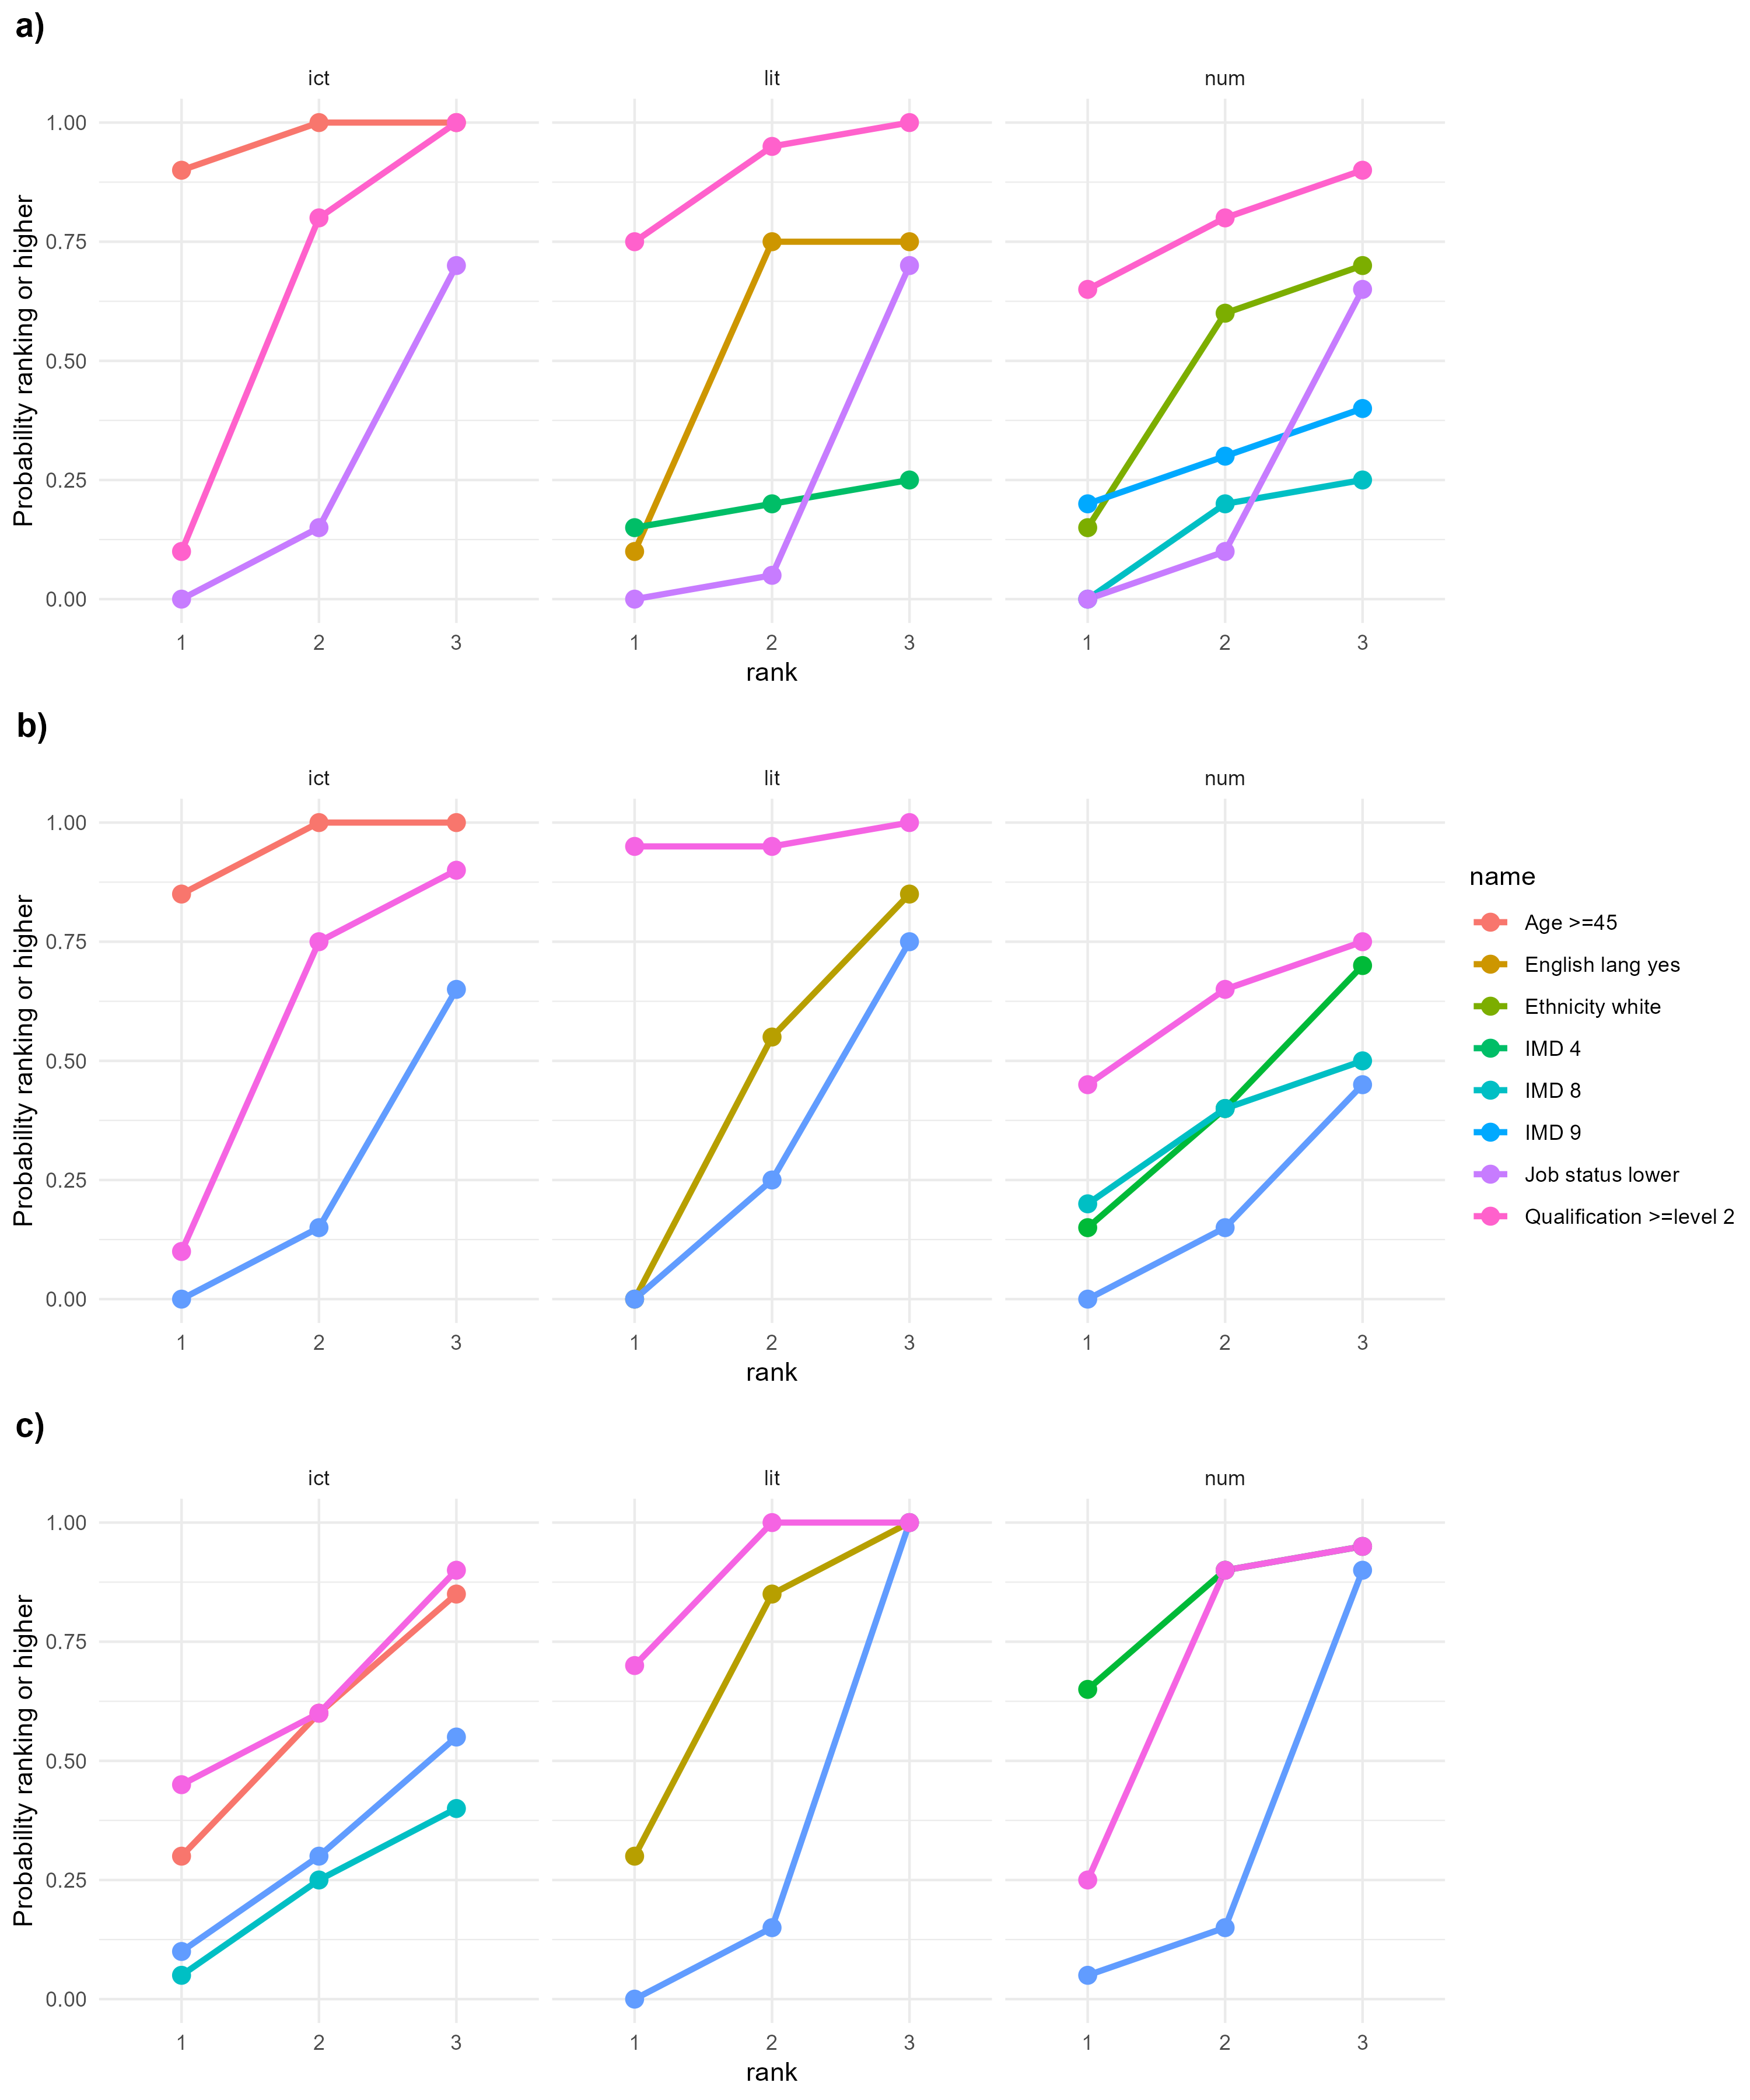 a)
ict lit num
1.00
0.75
0.50
0.25
0.00
Probability ranking or higher
1 2 3 1 2 3 1 2 3
rank
b)
ict lit num
1.00
0.75
0.50
0.25
0.00
Probability ranking or higher
1 2 3 1 2 3 1 2 3
rank
name
Age >=45
English lang yes
Ethnicity white
IMD 4
IMD 8
IMD 9
Job status lower
Qualification >=level 2
c)
ict lit num
1.00
0.75
0.50
0.25
0.00
Probability ranking or higher
1 2 3 1 2 3 1 2 3
rank